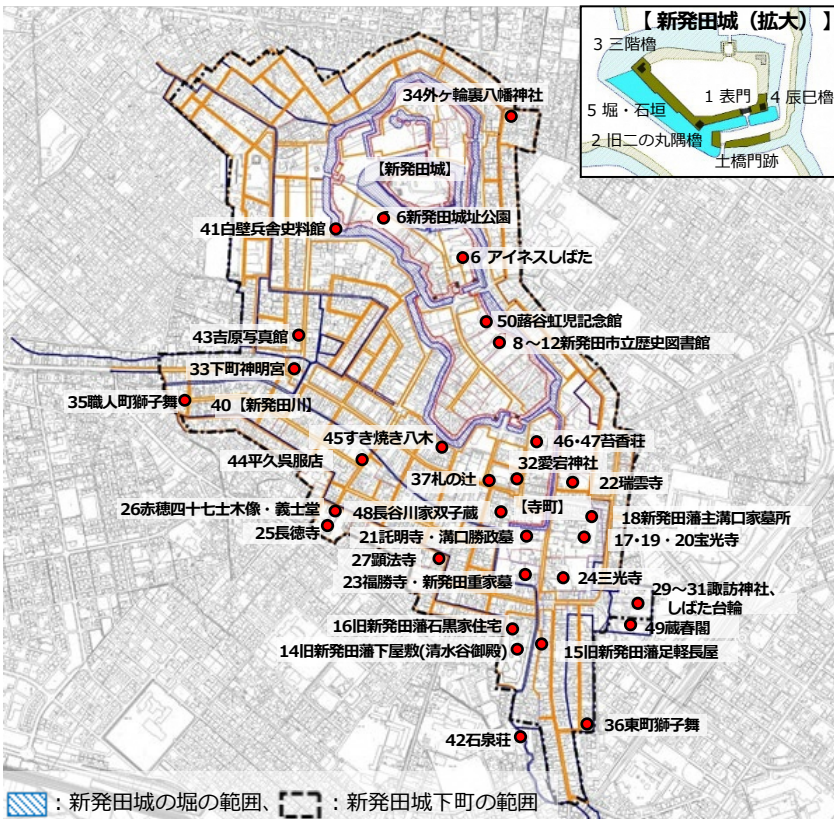 【 新発田城（拡大） 】
3 三階櫓
1 表門
4 辰巳櫓
5 堀・石垣
2 旧二の丸隅櫓
土橋門跡
34外ヶ輪裏八幡神社
【新発田城】
6新発田城址公園
41白壁兵舎史料館
6 アイネスしばた
50蕗谷虹児記念館
43吉原写真館
8～12新発田市立歴史図書館
33下町神明宮
35職人町獅子舞
40【新発田川】
45すき焼き八木
46・47苔香荘
44平久呉服店
32愛宕神社
37札の辻
22瑞雲寺
26赤穂四十七士木像・義士堂
48長谷川家双子蔵
【寺町】
18新発田藩主溝口家墓所
25長徳寺
21託明寺・溝口勝政墓
17・19・20宝光寺
27顕法寺
23福勝寺・新発田重家墓
24三光寺
29～31諏訪神社、
しばた台輪
16旧新発田藩石黒家住宅
49蔵春閣
14旧新発田藩下屋敷(清水谷御殿)
15旧新発田藩足軽長屋
36東町獅子舞
42石泉荘
：新発田城の堀の範囲、
：新発田城下町の範囲